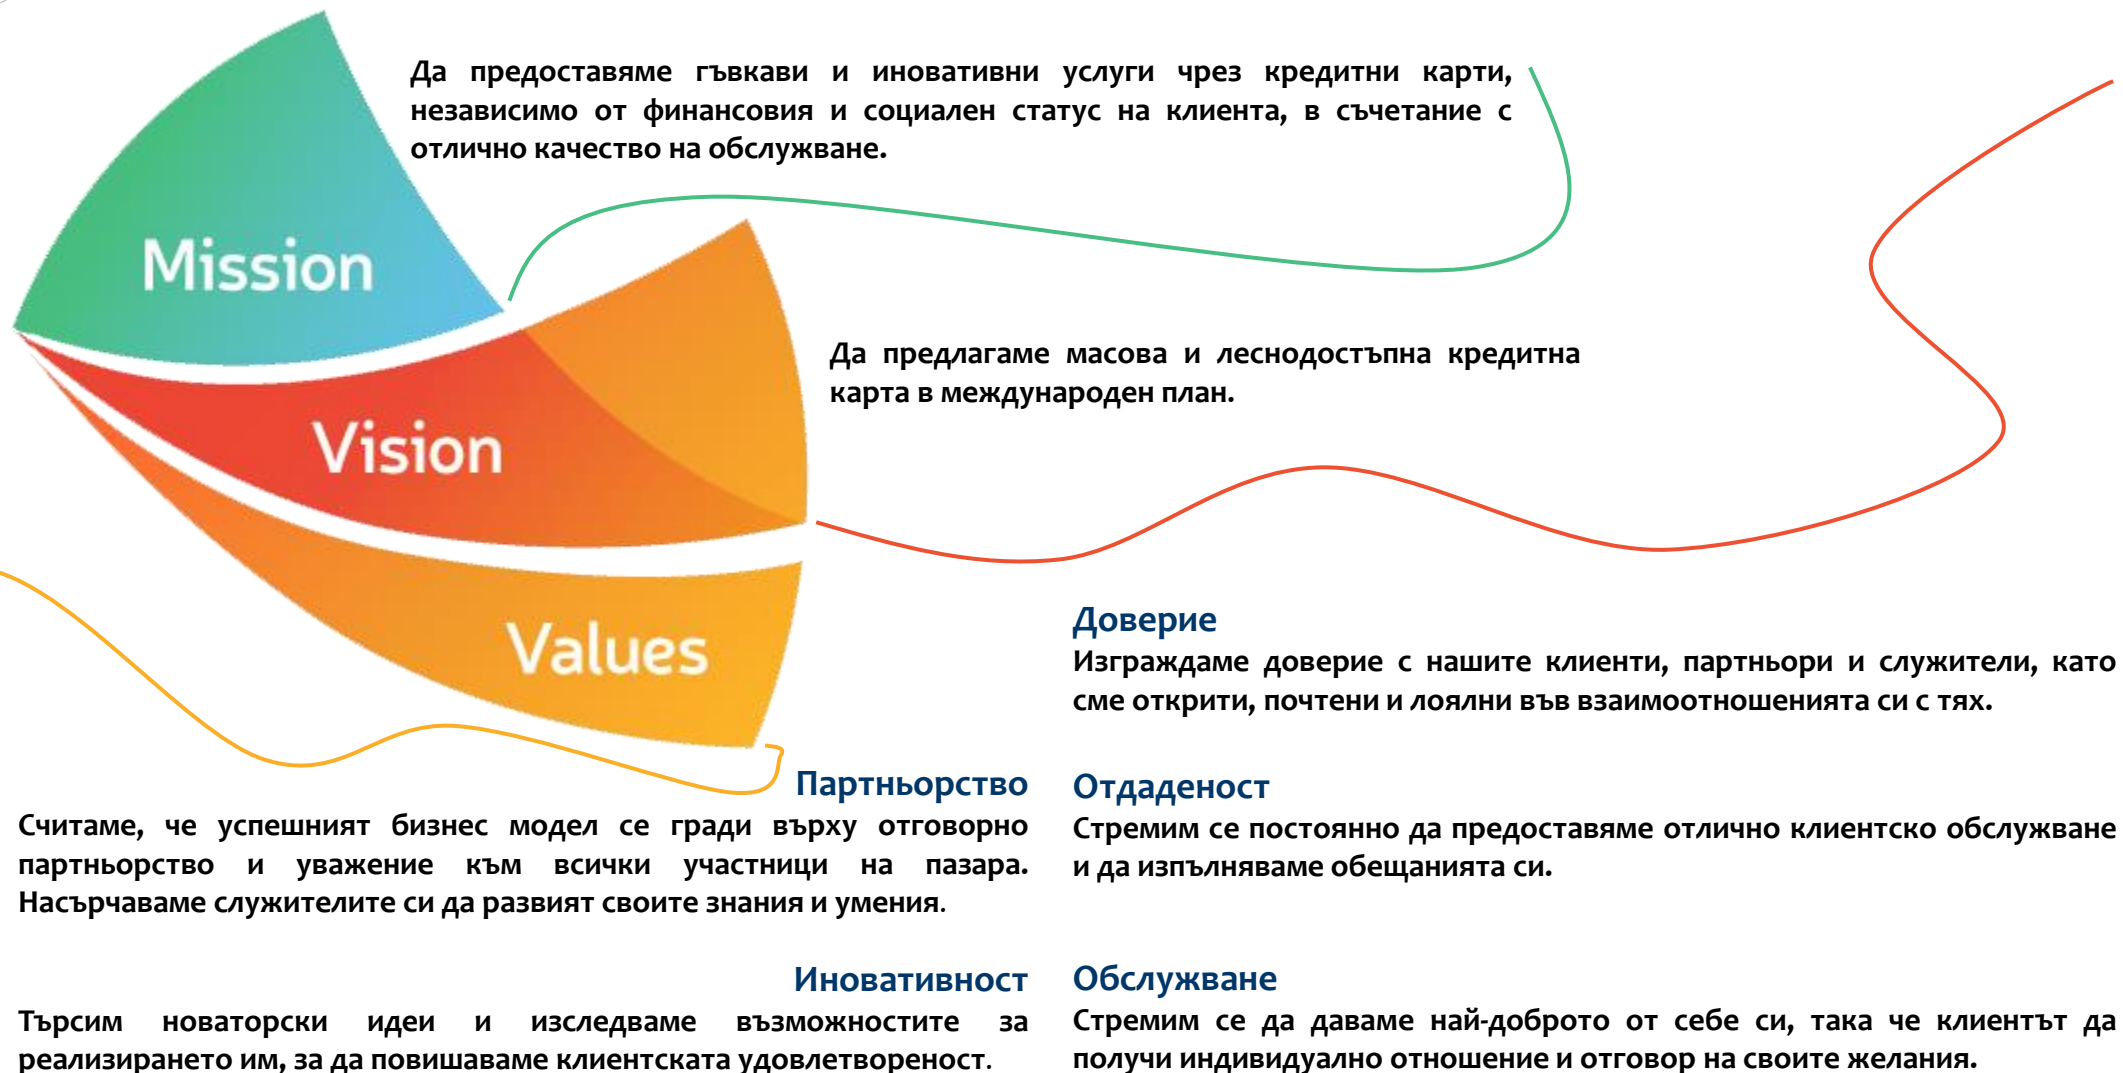 Mission
Да предоставяме гъвкави и иновативни услуги чрез кредитни карти,
независимо от финансовия и социален статус на клиента, в съчетание с
отлично качество на обслужване.
Vision
Да предлагаме масова и леснодостъпна кредитна
карта в международен план.
Values
Доверие
Изграждаме доверие с нашите клиенти, партньори и служители, като
сме открити, почтени и лоялни във взаимоотношенията си с тях.
Партньорство
Считаме, че успешният бизнес модел се гради върху отговорно
партньорство и уважение към всички участници на пазара.
Насърчаваме служителите си да развият своите знания и умения.
Отдаденост
Стремим се постоянно да предоставяме отлично клиентско обслужване
и да изпълняваме обещанията си.
Иновативност
Търсим новаторски идеи и изследваме възможностите за
реализирането им, за да повишаваме клиентската удовлетвореност.
Обслужване
Стремим се да даваме най-доброто от себе си, така че клиентът да
получи индивидуално отношение и отговор на своите желания.